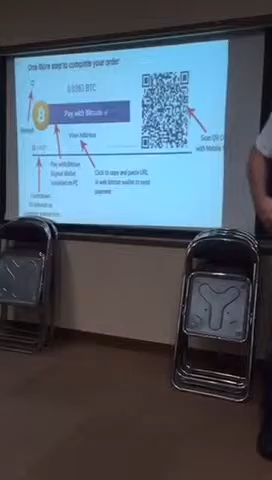 One More step to complete your order
0.0363 BTC
Pay with Bitcoin
View Address
Scan QR C
with Mobile
Pay with Bitcoin
Digital Wallet
installed on PC
Click to copy and paste URL
in web bitcoin wallet to send
payment
Countdown